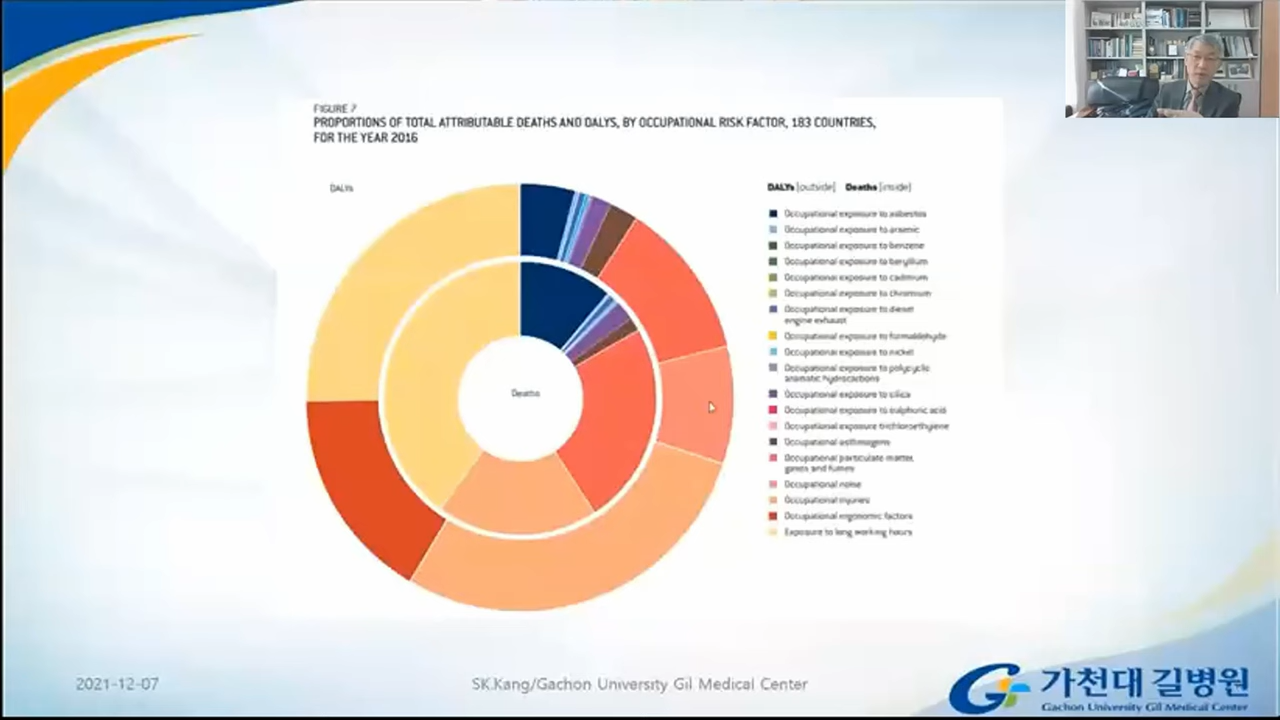 FIGURE 7
PROPORTIONS OF TOTAL ATTRIBUTABLE DEATHS AND DALYS, BY OCCUPATIONAL RISK FACTOR, 183 COUNTRIES,
FOR THE YEAR 2016
DALYs
Deaths
DALYs [outside] Deaths [inside]
Occupational exposure to asbestos
Occupational exposure to arsenic
Occupational exposure to benzene
Occupational exposure to beryllium
Occupational exposure to cadmium
Occupational exposure to chromium
Occupational exposure to diesel
engine exhaust
Occupational exposure to formaldehyde
Occupational exposure to nickel
Occupational exposure to polycyclic
aromatic hydrocarbons
Occupational exposure to silica
Occupational exposure to sulphuric acid
Occupational exposure trichloroethylene
Occupational asthmagens
Occupational particulate matter,
gases and fumes
Occupational noise
Occupational injuries
Occupational ergonomic factors
Exposure to long working hours
2021-12-07
SK.Kang/Gachon University Gil Medical Center
가천대 길병원
Gachon University Gil Medical Center